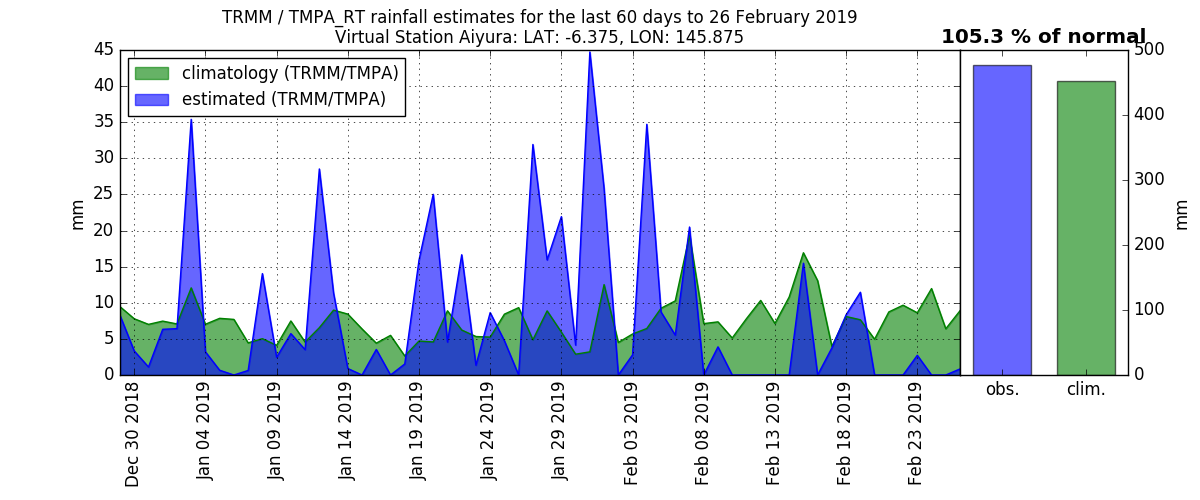 TRMM / TMPA_RT rainfall estimates for the last 60 days to 26 February 2019
Virtual Station Aiyura: LAT: -6.375, LON: 145.875
105.3 % of normal
climatology (TRMM/TMPA)
estimated (TRMM/TMPA)
45
40
35
30
25
20
15
10
5
0
mm
Dec 30 2018
Jan 04 2019
Jan 09 2019
Jan 14 2019
Jan 19 2019
Jan 24 2019
Jan 29 2019
Feb 03 2019
Feb 08 2019
Feb 13 2019
Feb 18 2019
Feb 23 2019
500
400
300
200
100
0
mm
obs.
clim.